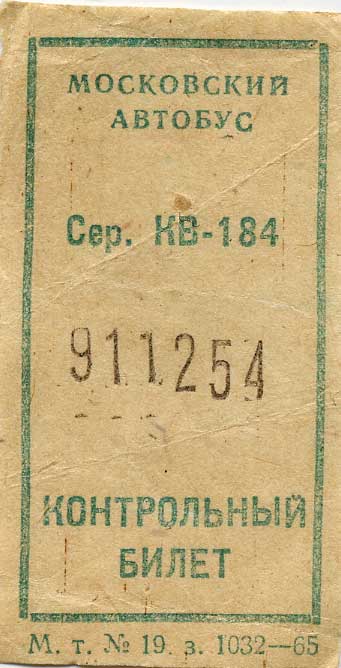 МОСКОВСКИЙ
АВТОБУС
Сер. КВ-184
911254
КОНТРОЛЬНЫЙ
БИЛЕТ
М. т. № 19. з. 1032—65